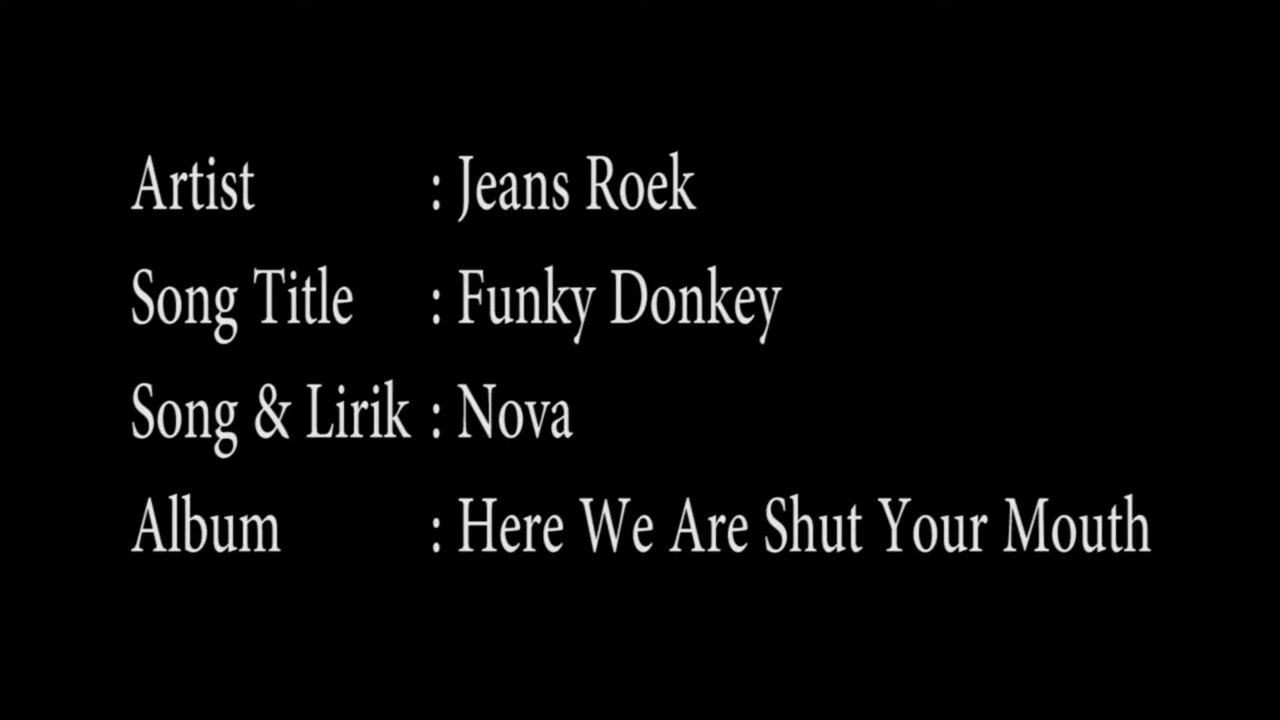 Artist : Jeans Roek
Song Title : Funky Donkey
Song & Lirik : Nova
Album : Here We Are Shut Your Mouth